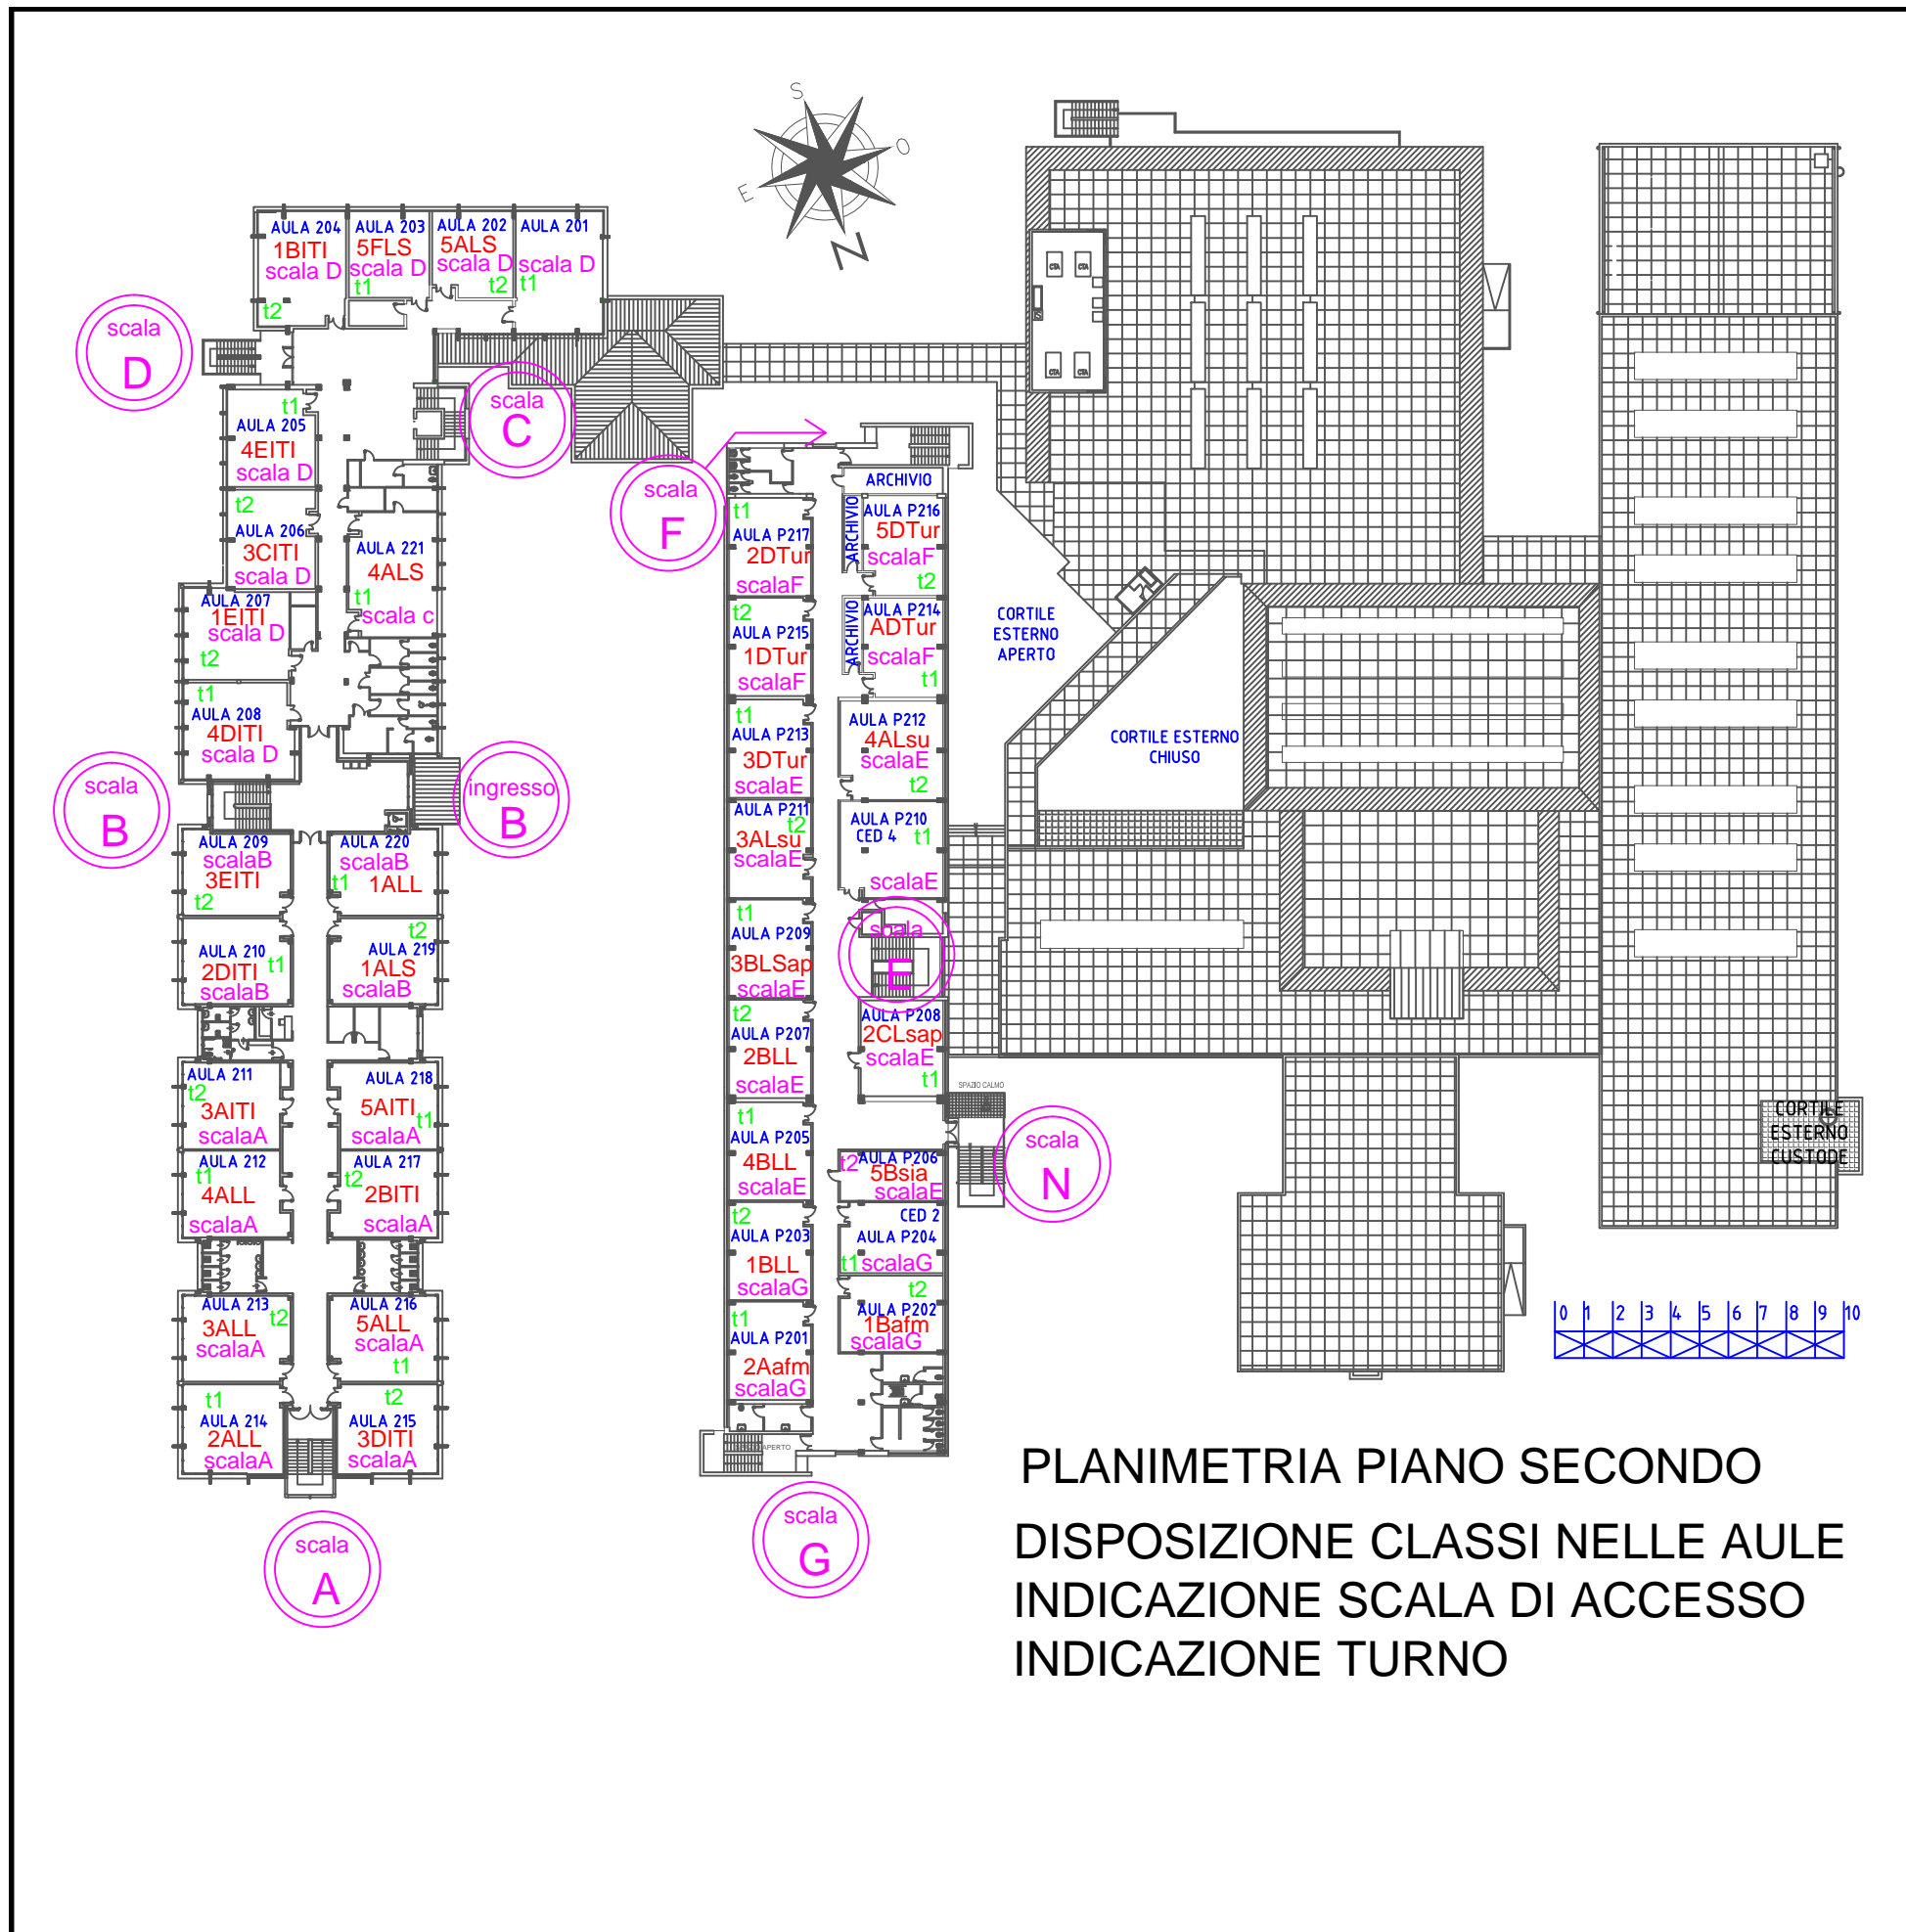 S
O
E
N
AULA 204
1BITI
scala D
t2
AULA 203
5FLS
scala D
t1
AULA 202
5ALS
scala D
t2
AULA 201
scala D
t1
scala
D
scala
C
t1
AULA 205
4EITI
scala D
t2
AULA 206
3CITI
scala D
AULA 221
4ALS
t1
scala c
AULA 207
1EITI
scala D
t2
t1
AULA 208
4DITI
scala D
scala
B
ingresso
B
AULA 209
scalaB
3EITI
t2
AULA 220
scalaB
t1
1ALL
AULA 210
t1
2DITI
scalaB
t2
AULA 219
1ALS
scalaB
AULA 211
t2
3AITI
scalaA
AULA 218
5AITI
t1
scalaA
AULA 212
t1
4ALL
scalaA
AULA 217
t2
2BITI
scalaA
AULA 213
t2
3ALL
scalaA
AULA 216
5ALL
scalaA
t1
t1
AULA 214
2ALL
scalaA
t2
AULA 215
3DITI
scalaA
scala
A
scala
F
ARCHIVIO
ARCHIVIO
ARCHIVIO
t1
AULA P217
2DTur
scalaF
AULA P216
5DTur
scalaF
t2
t2
AULA P215
1DTur
scalaF
AULA P214
ADTur
scalaF
t1
t1
AULA P213
3DTur
scalaE
AULA P212
4ALsu
scalaE
t2
AULA P211
t2
3ALsu
scalaE
AULA P210
CED 4
t1
scalaE
t1
AULA P209
3BLSap
scalaE
scala
E
t2
AULA P207
2BLL
scalaE
AULA P208
2CLsap
scalaE
t1
SPAZIO CALMO
t1
AULA P205
4BLL
scalaE
t2
AULA P206
5Bsia
scalaE
scala
N
t2
AULA P203
1BLL
scalaG
CED 2
AULA P204
t1
scalaG
t1
AULA P201
2Aafm
scalaG
t2
AULA P202
1Bafm
scalaG
scala
G
CORTILE
ESTERNO
APERTO
CORTILE ESTERNO
CHIUSO
CTA
CTA
CTA
CTA
CORTILE
ESTERNO
CUSTODE
0 1 2 3 4 5 6 7 8 9 10
PLANIMETRIA PIANO SECONDO
DISPOSIZIONE CLASSI NELLE AULE
INDICAZIONE SCALA DI ACCESSO
INDICAZIONE TURNO